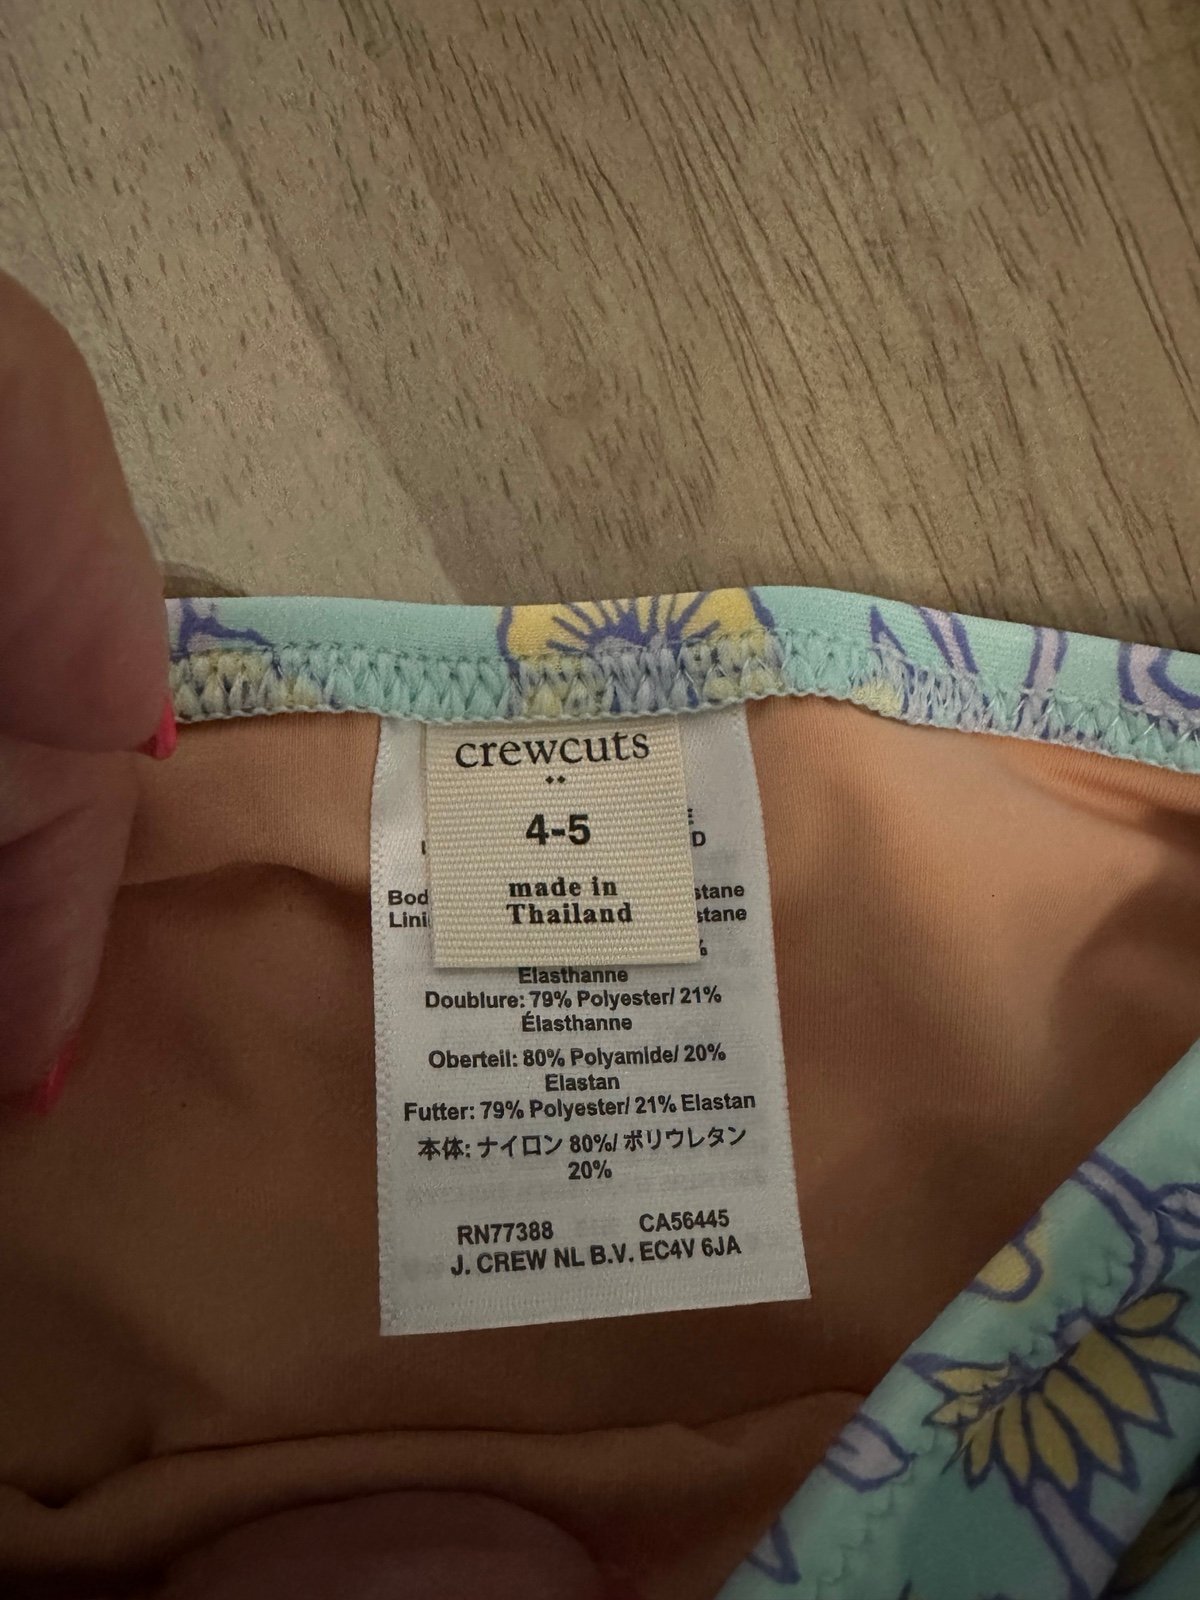 crewcuts
4-5
made in
Thailand
Elasthanne
Doublure: 79% Polyester/ 21%
Élasthanne
Oberteil: 80% Polyamide/ 20%
Elastan
Futter: 79% Polyester/ 21% Elastan
本体: ナイロン 80%/ ポリウレタン
20%
RN77388 CA56445
J. CREW NL B.V. EC4V 6JA